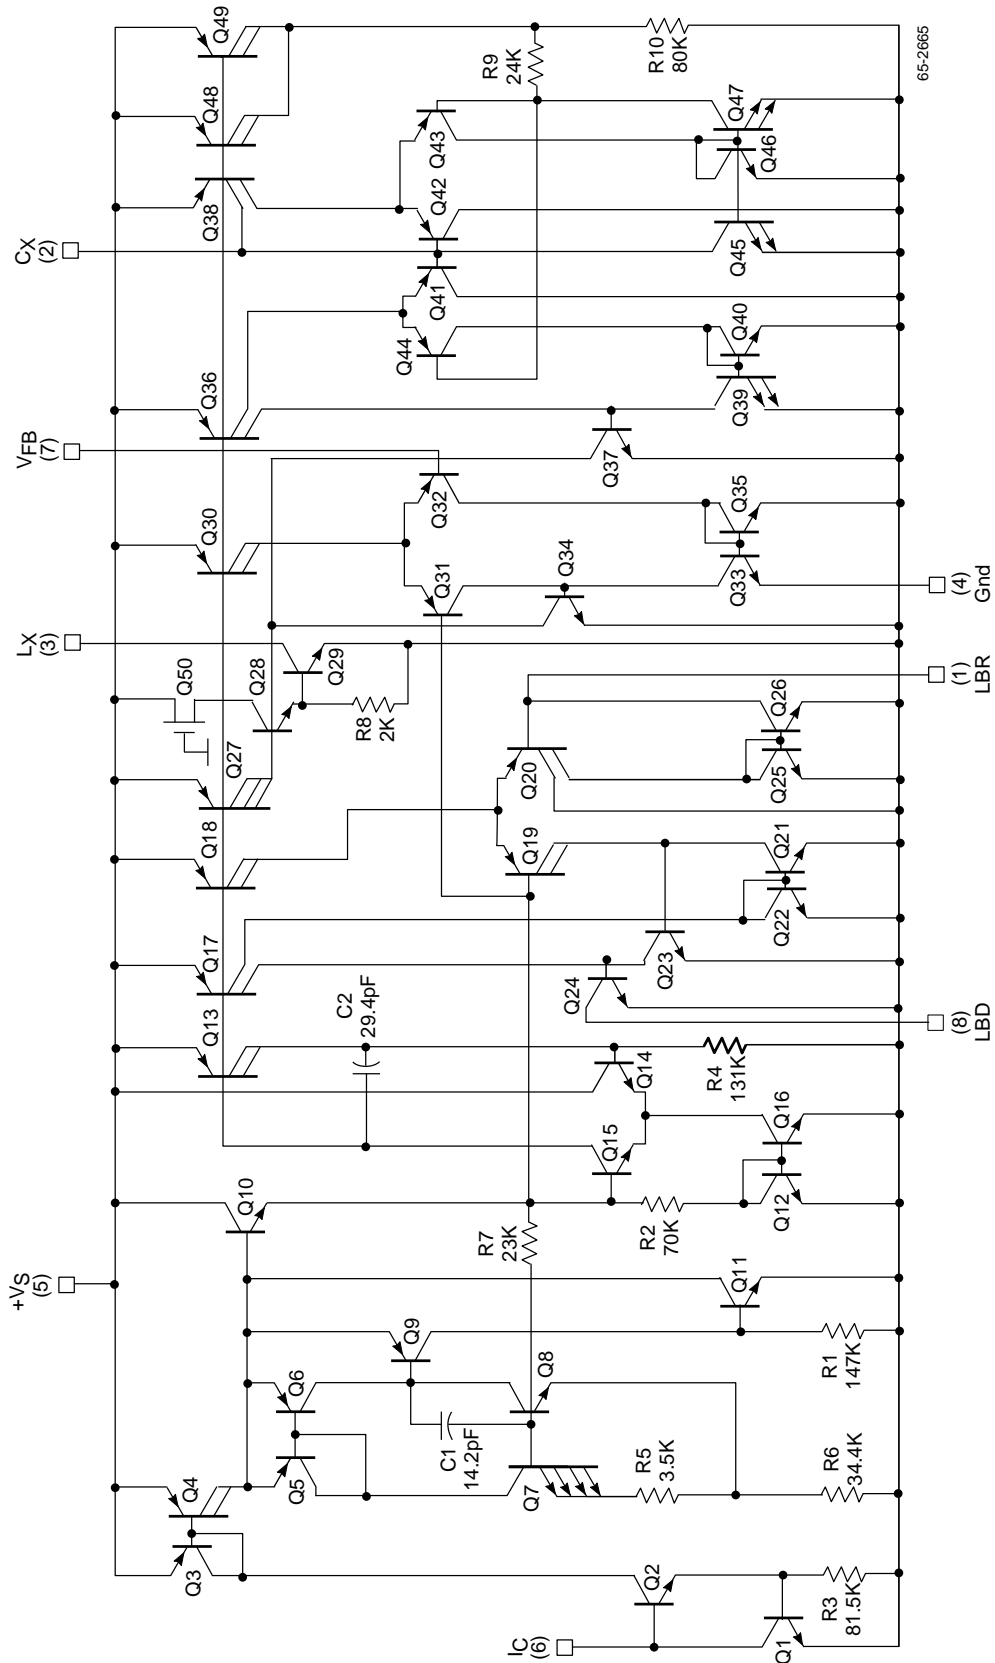 +VS
(5)
LX
(3)
VFB
(7)
CX
(2)
Q3
Q4
Q5
Q6
Q10
Q13
Q17
Q18
Q27
Q50
Q28
Q29
R8
2K
Q30
Q36
Q38
Q48
Q49
C1
14.2pF
Q9
Q7
Q8
R7
23K
C2
29.4pF
Q19
Q20
Q31
Q32
Q44
Q41
Q42
Q43
R9
24K
R10
80K
IC
(6)
Q2
Q1
R3
81.5K
R5
3.5K
R6
34.4K
R1
147K
Q11
R2
70K
Q12
Q16
Q15
Q14
R4
131K
Q24
Q23
Q22
Q21
Q25
Q26
Q34
Q33
Q35
Q37
Q39
Q40
Q45
Q46
Q47
(8)
LBD
(1)
LBR
(4)
Gnd
65-2665